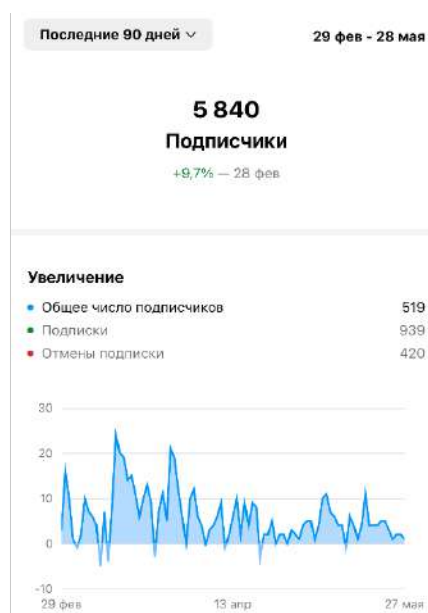 Последние 90 дней
29 фев - 28 мая
5 840
Подписчики
+9,7% — 28 фев
Увеличение
Общее число подписчиков 519
Подписки 939
Отмены подписки 420
30
20
10
0
-10
29 фев 13 апр 27 мая